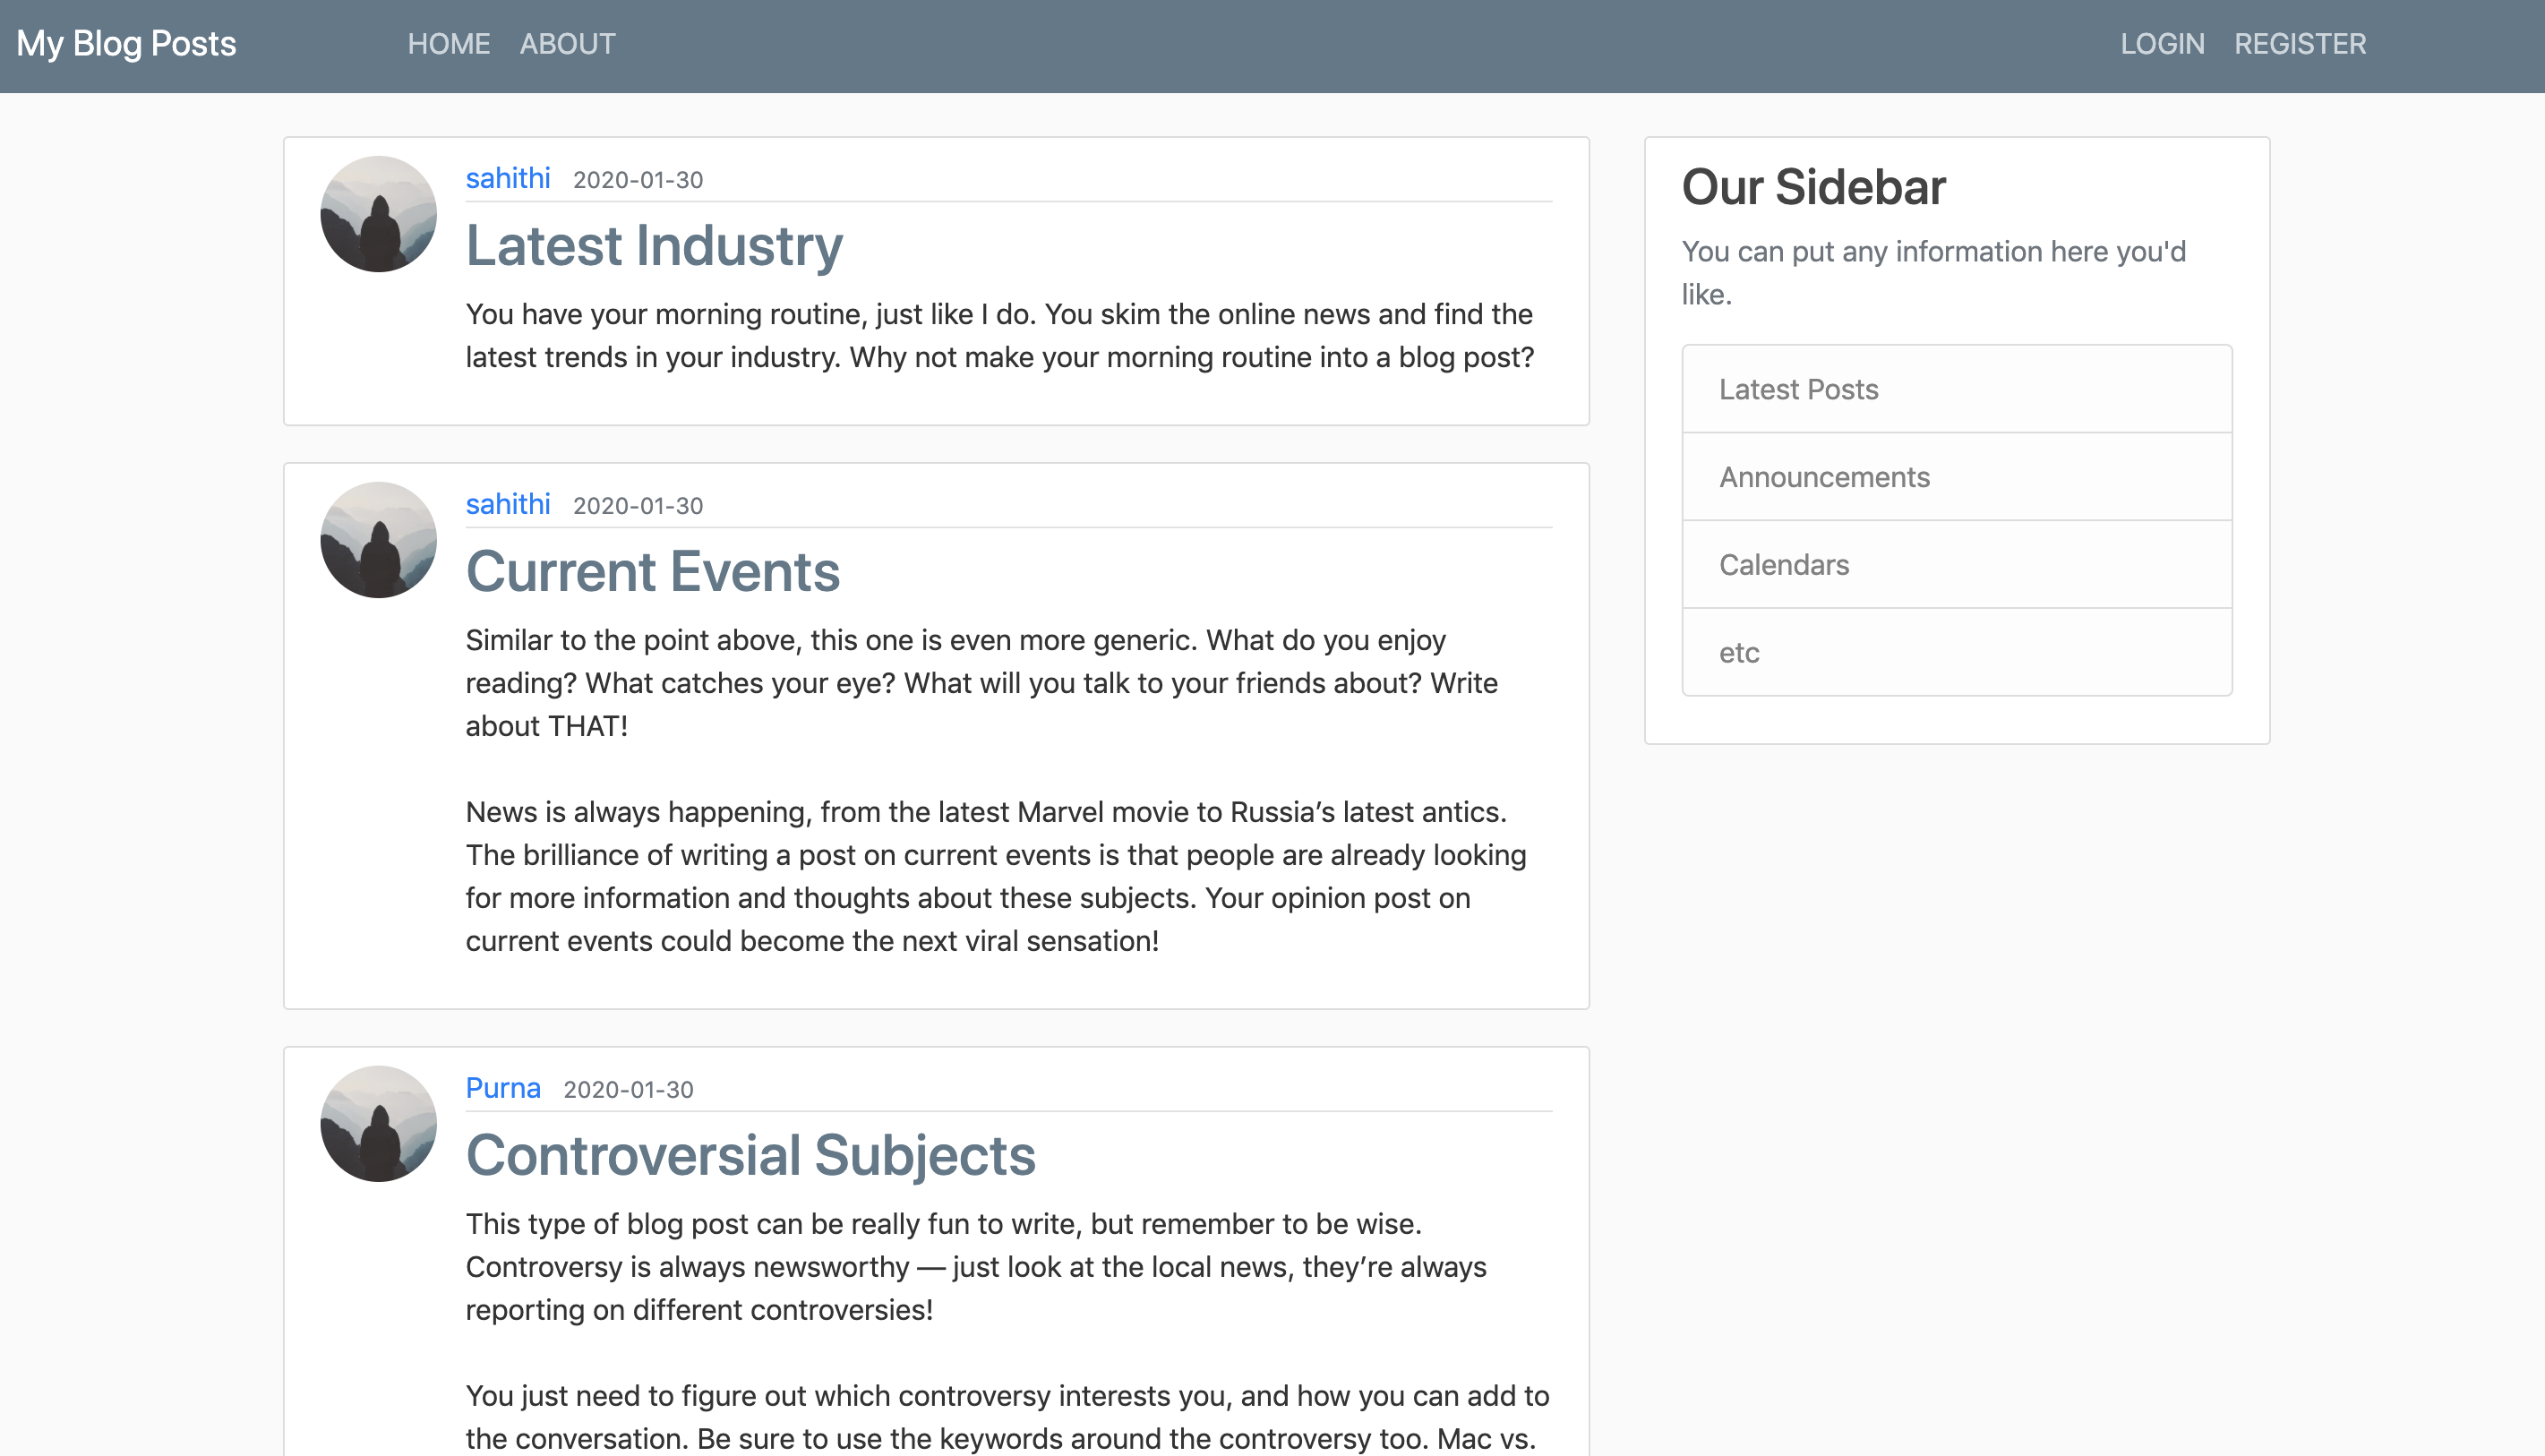 My Blog Posts HOME ABOUT LOGIN REGISTER
sahithi 2020-01-30
Latest Industry
You have your morning routine, just like I do. You skim the online news and find the
latest trends in your industry. Why not make your morning routine into a blog post?
sahithi 2020-01-30
Current Events
Similar to the point above, this one is even more generic. What do you enjoy
reading? What catches your eye? What will you talk to your friends about? Write
about THAT!
News is always happening, from the latest Marvel movie to Russia’s latest antics.
The brilliance of writing a post on current events is that people are already looking
for more information and thoughts about these subjects. Your opinion post on
current events could become the next viral sensation!
Purna 2020-01-30
Controversial Subjects
This type of blog post can be really fun to write, but remember to be wise.
Controversy is always newsworthy — just look at the local news, they’re always
reporting on different controversies!
You just need to figure out which controversy interests you, and how you can add to
the conversation. Be sure to use the keywords around the controversy too. Mac vs.
Our Sidebar
You can put any information here you'd
like.
Latest Posts
Announcements
Calendars
etc